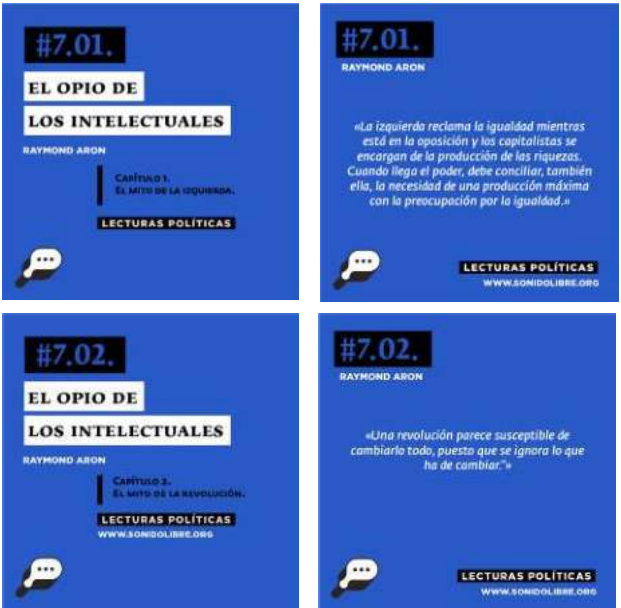 #7.01.
EL OPIO DE
LOS INTELECTUALES
RAYMOND ARON
CAPÍTULO 1.
EL MITO DE LA IZQUIERDA.
LECTURAS POLÍTICAS
#7.01.
RAYMOND ARON
«La izquierda reclama la igualdad mientras
está en la oposición y los capitalistas se
encargan de la producción de las riquezas.
Cuando llega el poder, debe conciliar, también
ella, la necesidad de una producción máxima
con la preocupación por la igualdad.»
LECTURAS POLÍTICAS
WWW.SONIDOLIBRE.ORG
#7.02.
EL OPIO DE
LOS INTELECTUALES
RAYMOND ARON
CAPÍTULO 2.
EL MITO DE LA REVOLUCIÓN.
LECTURAS POLÍTICAS
WWW.SONIDOLIBRE.ORG
#7.02.
RAYMOND ARON
«Una revolución parece susceptible de
cambiarlo todo, puesto que se ignora lo que
ha de cambiar."»
LECTURAS POLÍTICAS
WWW.SONIDOLIBRE.ORG